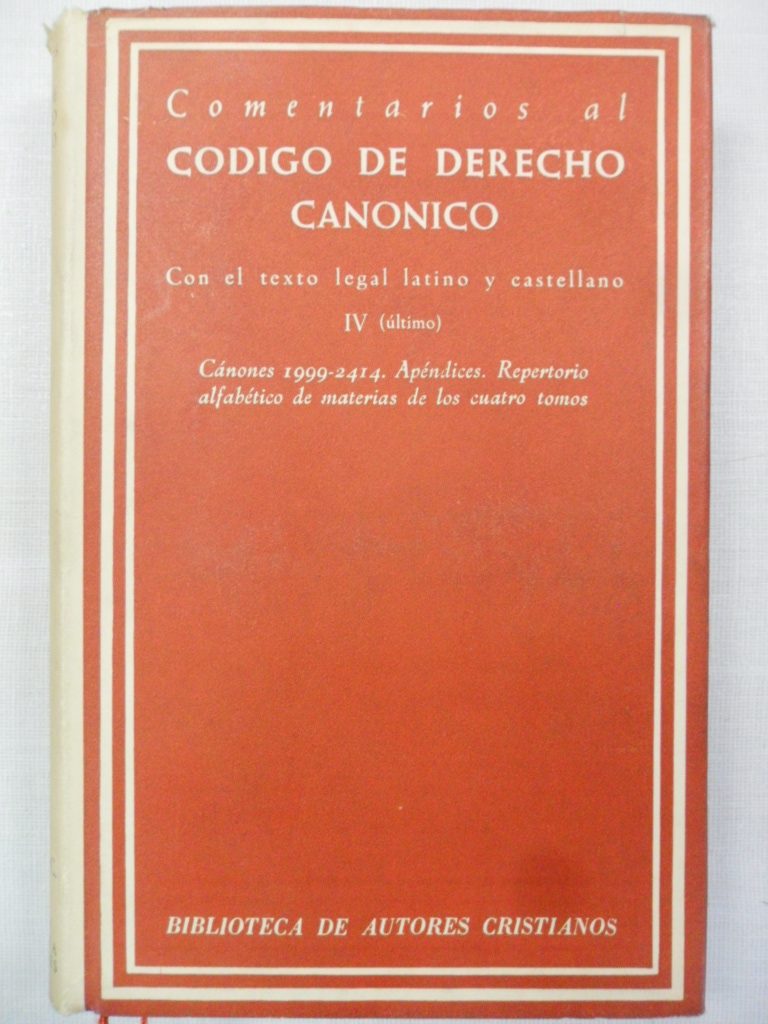 Comentarios al
CODIGO DE DERECHO
CANONICO
Con el texto legal latino y castellano
IV (último)
Cánones 1999-2414. Apéndices. Repertorio
alfabético de materias de los cuatro tomos
BIBLIOTECA DE AUTORES CRISTIANOS